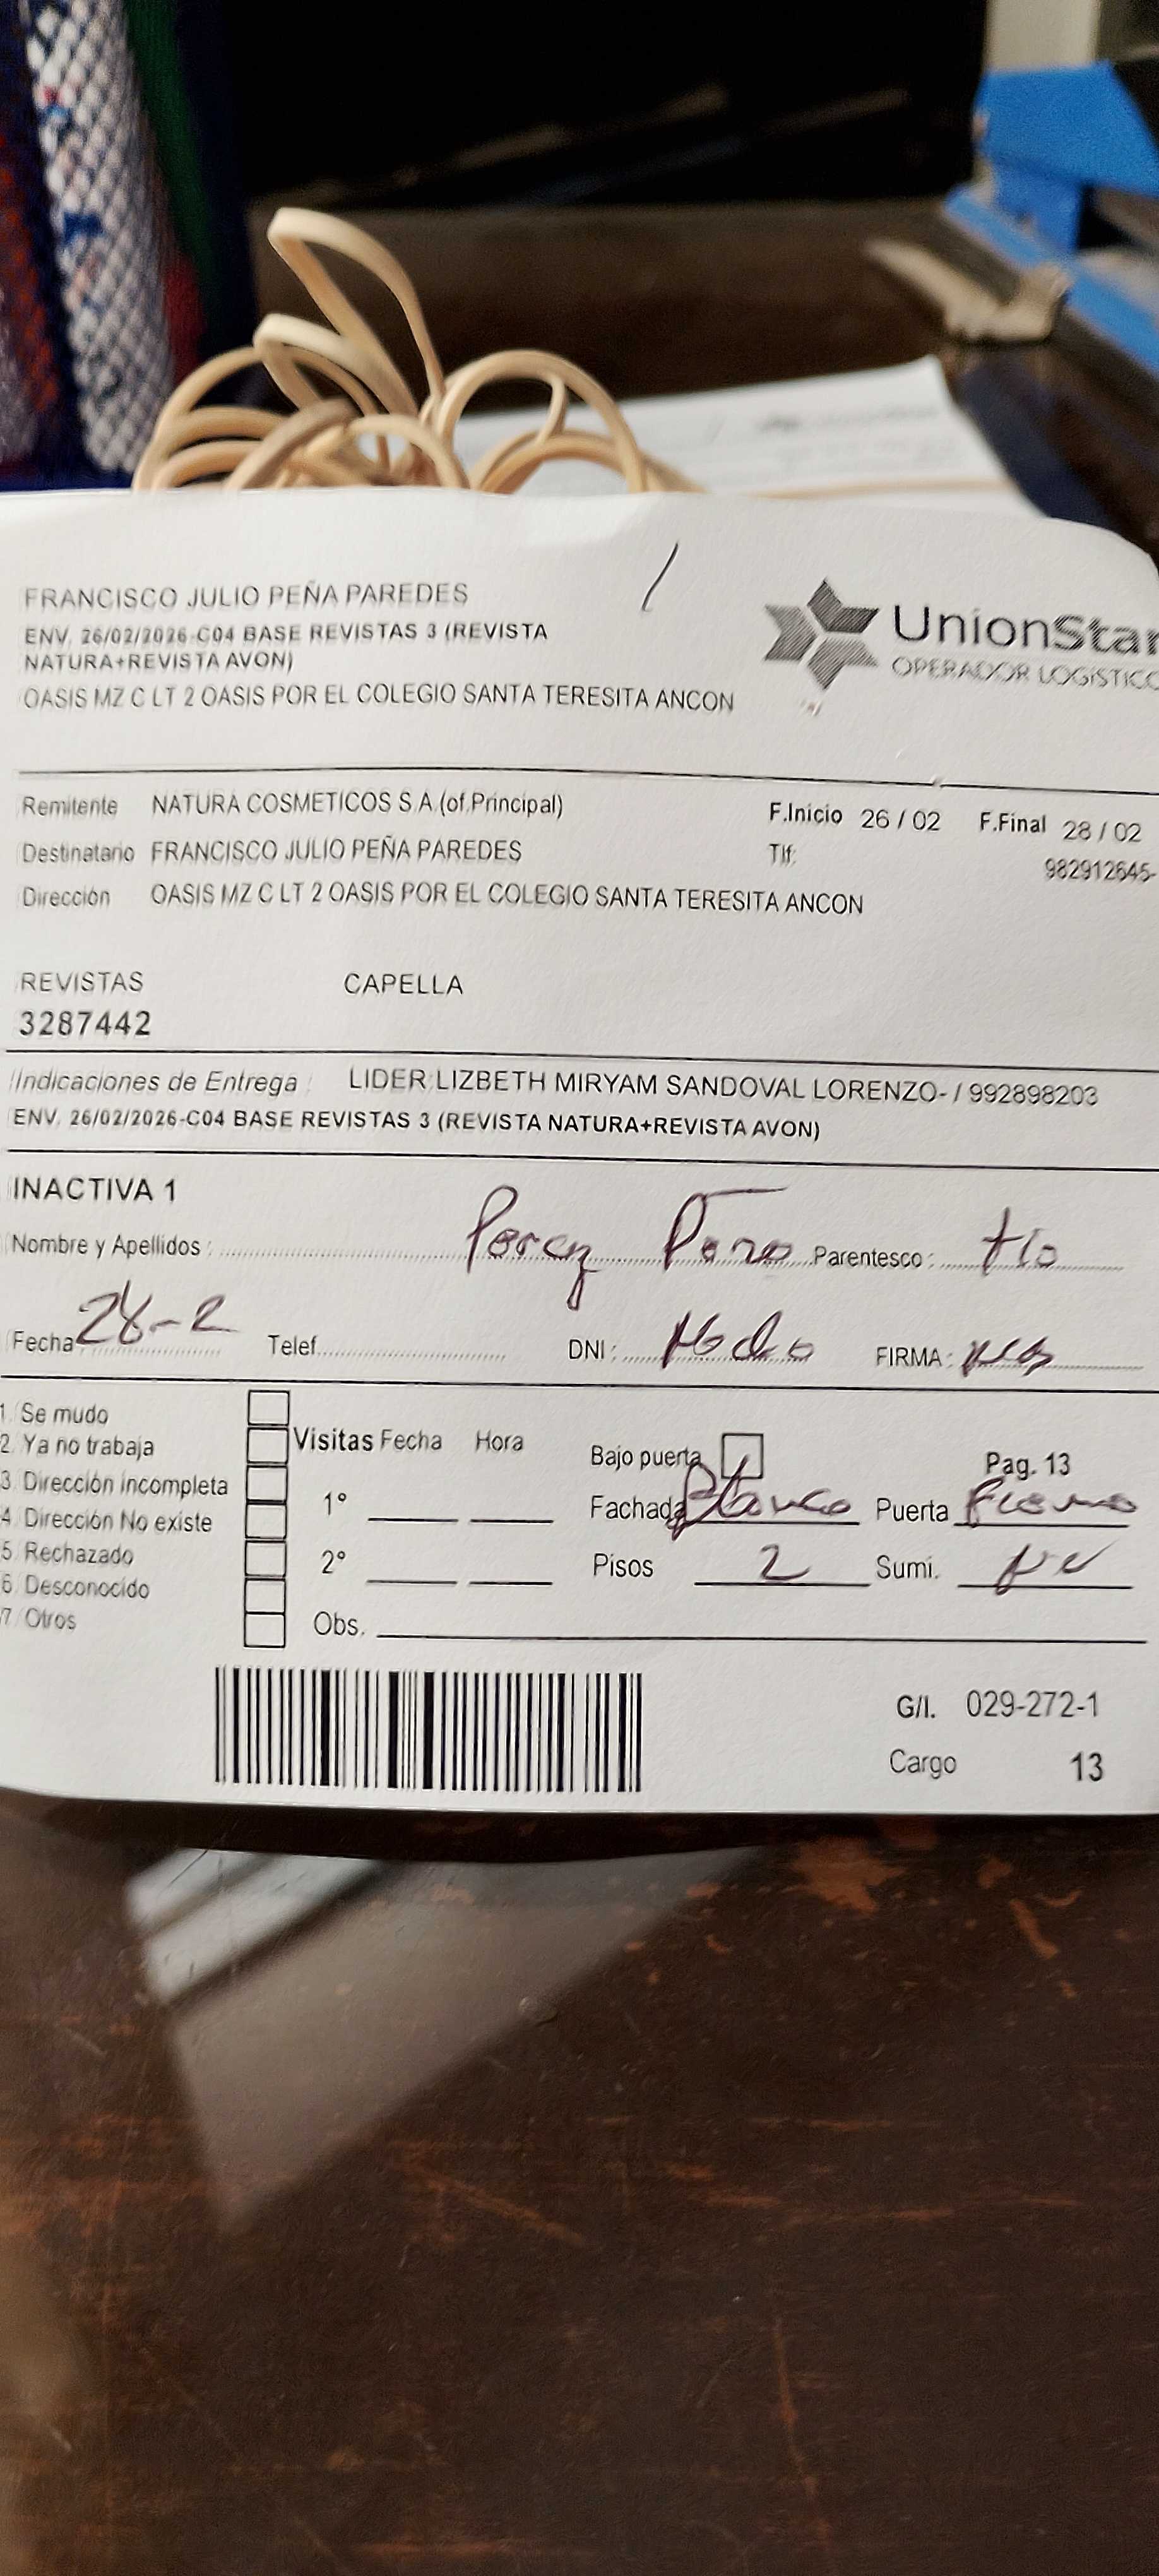 FRANCISCO JULIO PEÑA PAREDES
ENV. 26/02/2026-C04 BASE REVISTAS 3 (REVISTA
NATURA+REVISTA AVON)
OASIS MZ C LT 2 OASIS POR EL COLEGIO SANTA TERESITA ANCON
UnionStar
OPERADOR LOGÍSTICO
Remitente NATURA COSMETICOS S.A.(of.Principal) F.Inicio 26 / 02 F.Final 28 / 02
Destinatario FRANCISCO JULIO PEÑA PAREDES Tlf: 982912645-
Dirección OASIS MZ C LT 2 OASIS POR EL COLEGIO SANTA TERESITA ANCON
REVISTAS CAPELLA
3287442
Indicaciones de Entrega : LIDER:LIZBETH MIRYAM SANDOVAL LORENZO- / 992898203
ENV. 26/02/2026-C04 BASE REVISTAS 3 (REVISTA NATURA+REVISTA AVON)
INACTIVA 1
Nombre y Apellidos : Parentesco : tio
Fecha 28-2 Telef. DNI : FIRMA :
1. Se mudo
2. Ya no trabaja
3. Dirección incompleta
4. Dirección No existe
5. Rechazado
6. Desconocido
7. Otros
Visitas Fecha Hora
1°
2°
Obs.
Bajo puerta Pag. 13
Fachada Blanco Puerta
Pisos 2 Sumi.
G/I. 029-272-1
Cargo 13